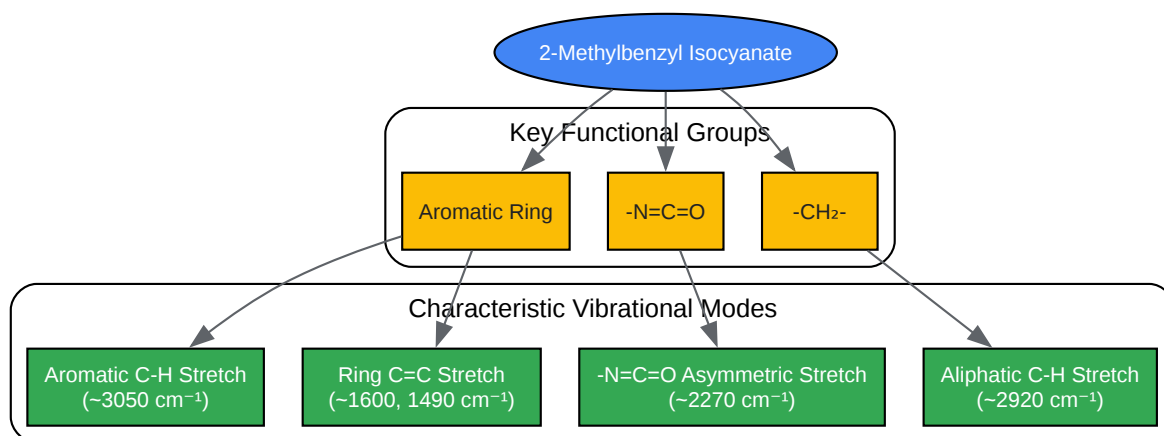 2-Methylbenzyl Isocyanate
Key Functional Groups
Aromatic Ring
-N=C=O
-CH₂-
Characteristic Vibrational Modes
Aromatic C-H Stretch
(~3050 cm⁻¹)
Ring C=C Stretch
(~1600, 1490 cm⁻¹)
-N=C=O Asymmetric Stretch
(~2270 cm⁻¹)
Aliphatic C-H Stretch
(~2920 cm⁻¹)